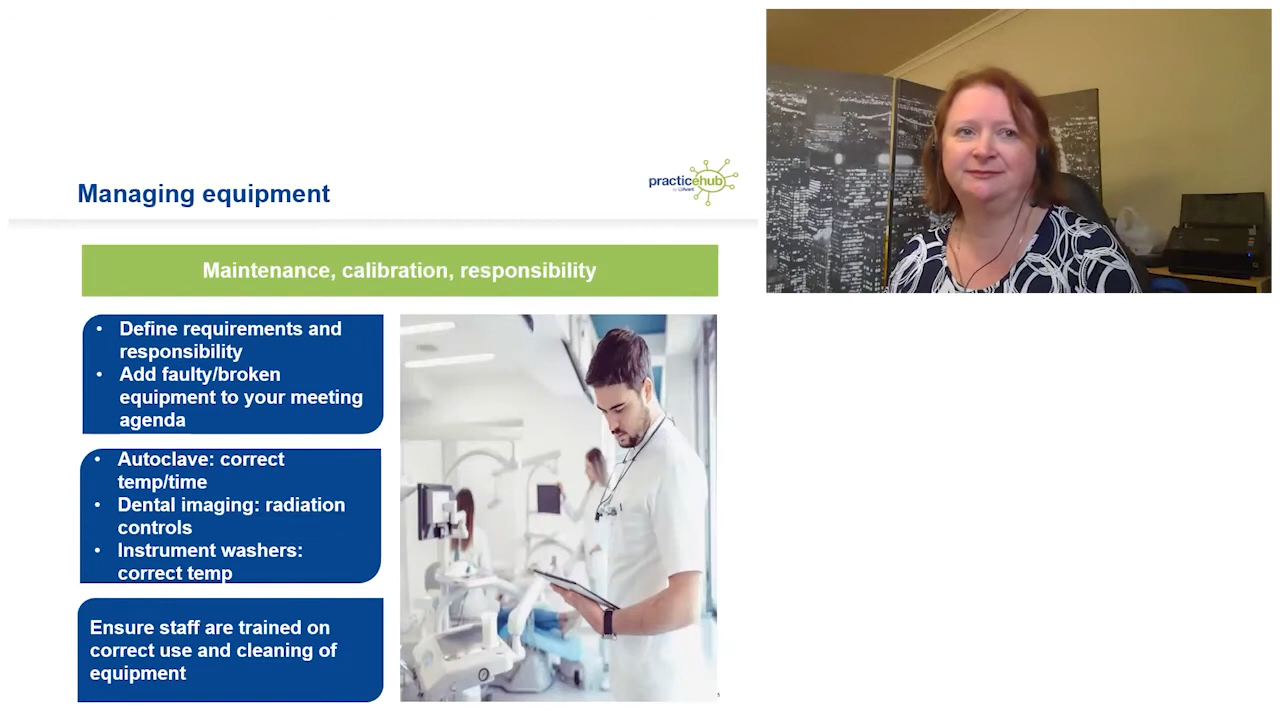 Managing equipment
practicehub
by Avant
Maintenance, calibration, responsibility
• Define requirements and
responsibility
• Add faulty/broken
equipment to your meeting
agenda
• Autoclave: correct
temp/time
• Dental imaging: radiation
controls
• Instrument washers:
correct temp
Ensure staff are trained on
correct use and cleaning of
equipment